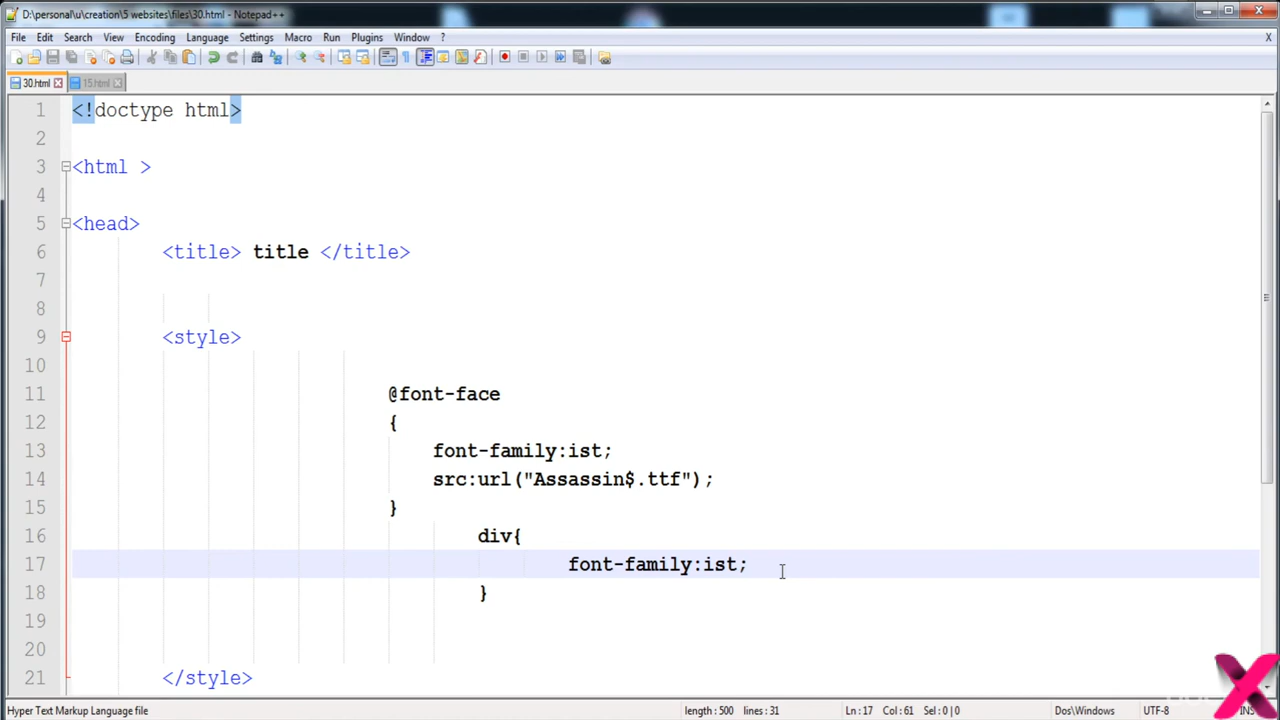 D:\personal\u\creation\5 websites\files\30.html - Notepad++
File Edit Search View Encoding Language Settings Macro Run Plugins Window ? X
30.html 15.html
1 <!doctype html>
2
3 <html >
4
5 <head>
6 <title> title </title>
7
8
9 <style>
10
11 @font-face
12 {
13 font-family:ist;
14 src:url("Assassin$.ttf");
15 }
16 div{
17 font-family:ist;
18 }
19
20
21 </style>
Hyper Text Markup Language file length: 500 lines: 31 Ln:17 Col:61 Sel:0|0 Dos\Windows UTF-8 INS